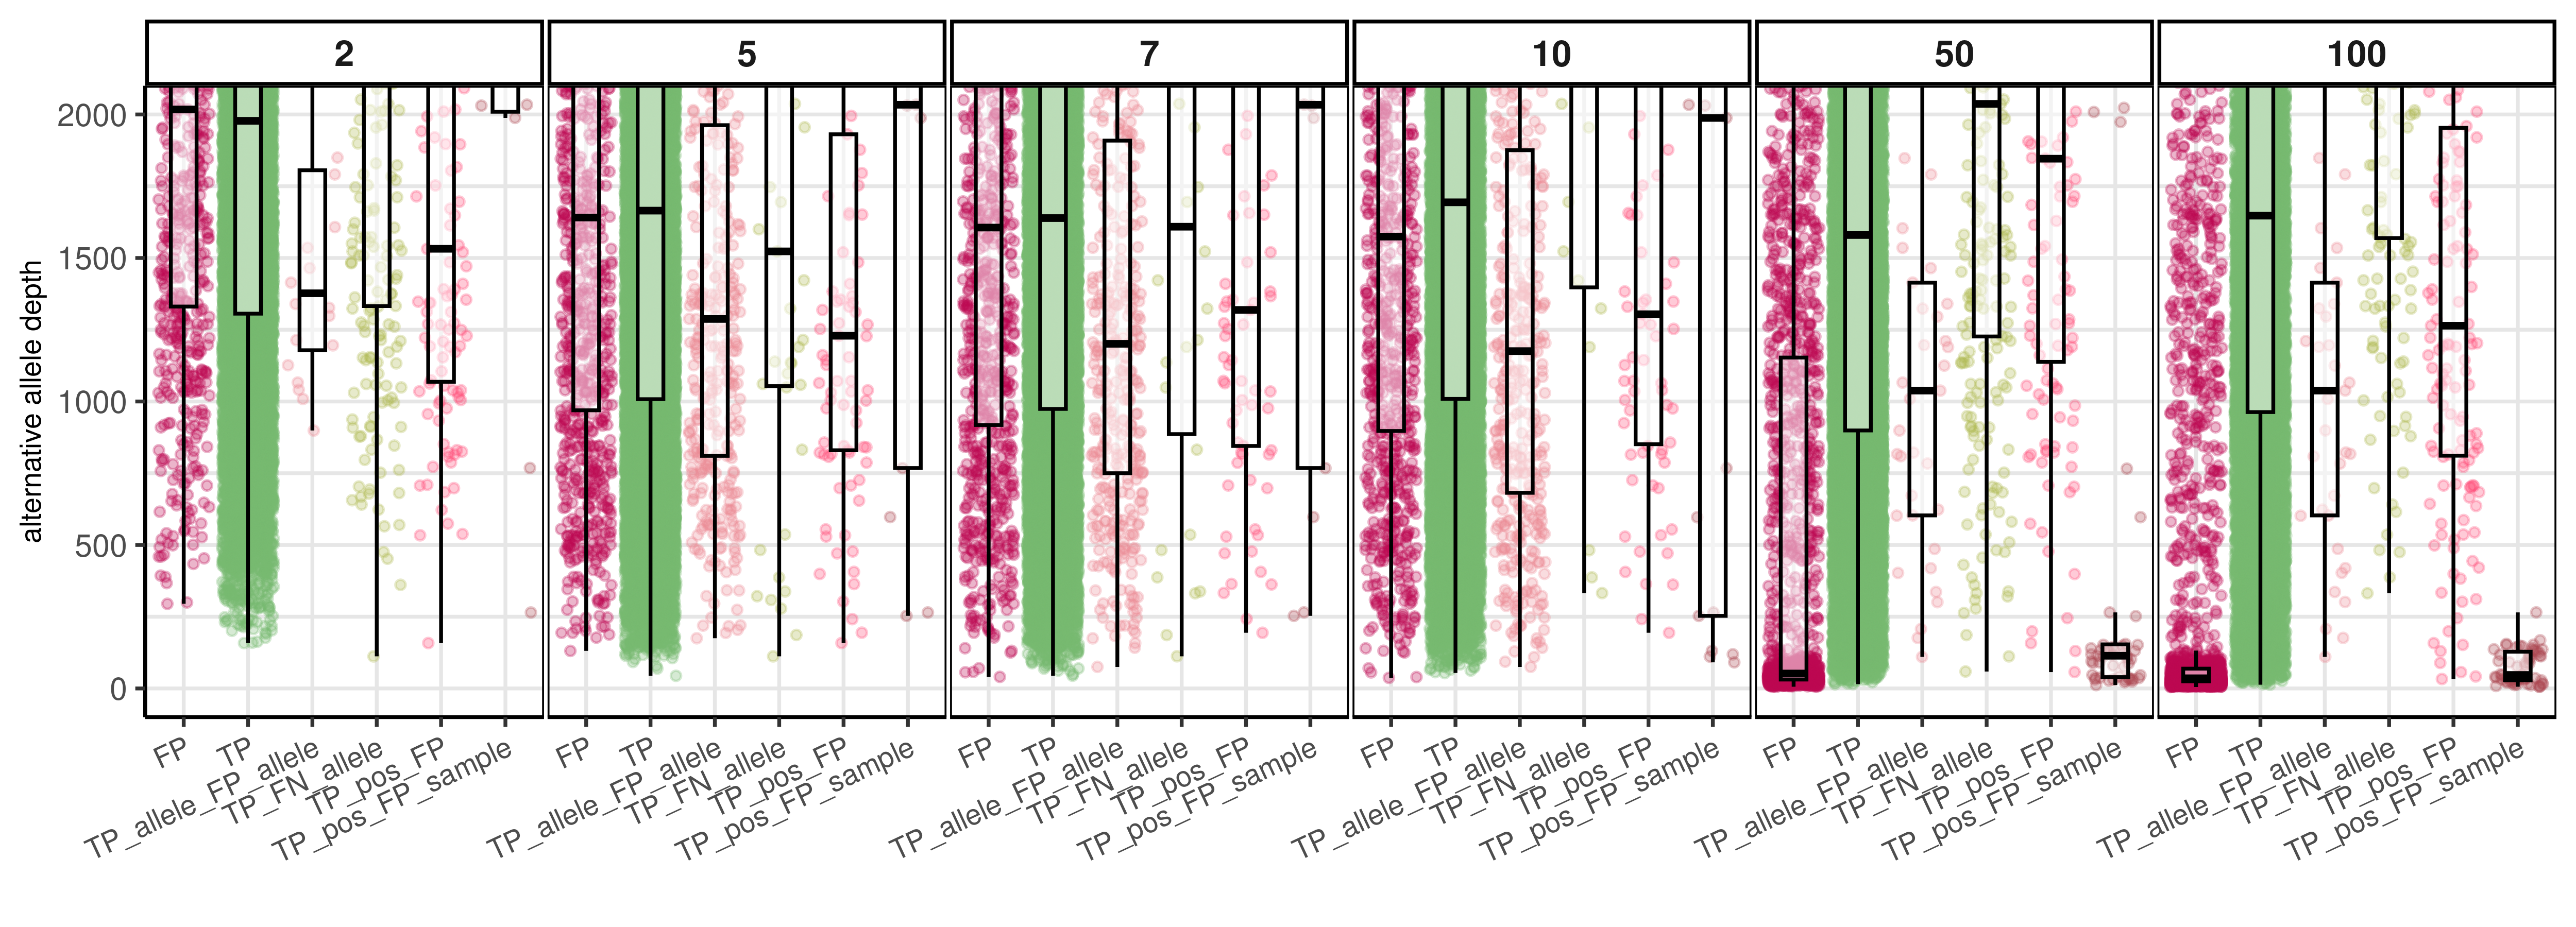 2 5 7 10 50 100
alternative allele depth
2000
1500
1000
500
0
FP TP TP_allele_FP_allele TP_FN_allele TP_pos_FP TP_pos_FP_sample
FP TP TP_allele_FP_allele TP_FN_allele TP_pos_FP TP_pos_FP_sample
FP TP TP_allele_FP_allele TP_FN_allele TP_pos_FP TP_pos_FP_sample
FP TP TP_allele_FP_allele TP_FN_allele TP_pos_FP TP_pos_FP_sample
FP TP TP_allele_FP_allele TP_FN_allele TP_pos_FP TP_pos_FP_sample
FP TP TP_allele_FP_allele TP_FN_allele TP_pos_FP TP_pos_FP_sample